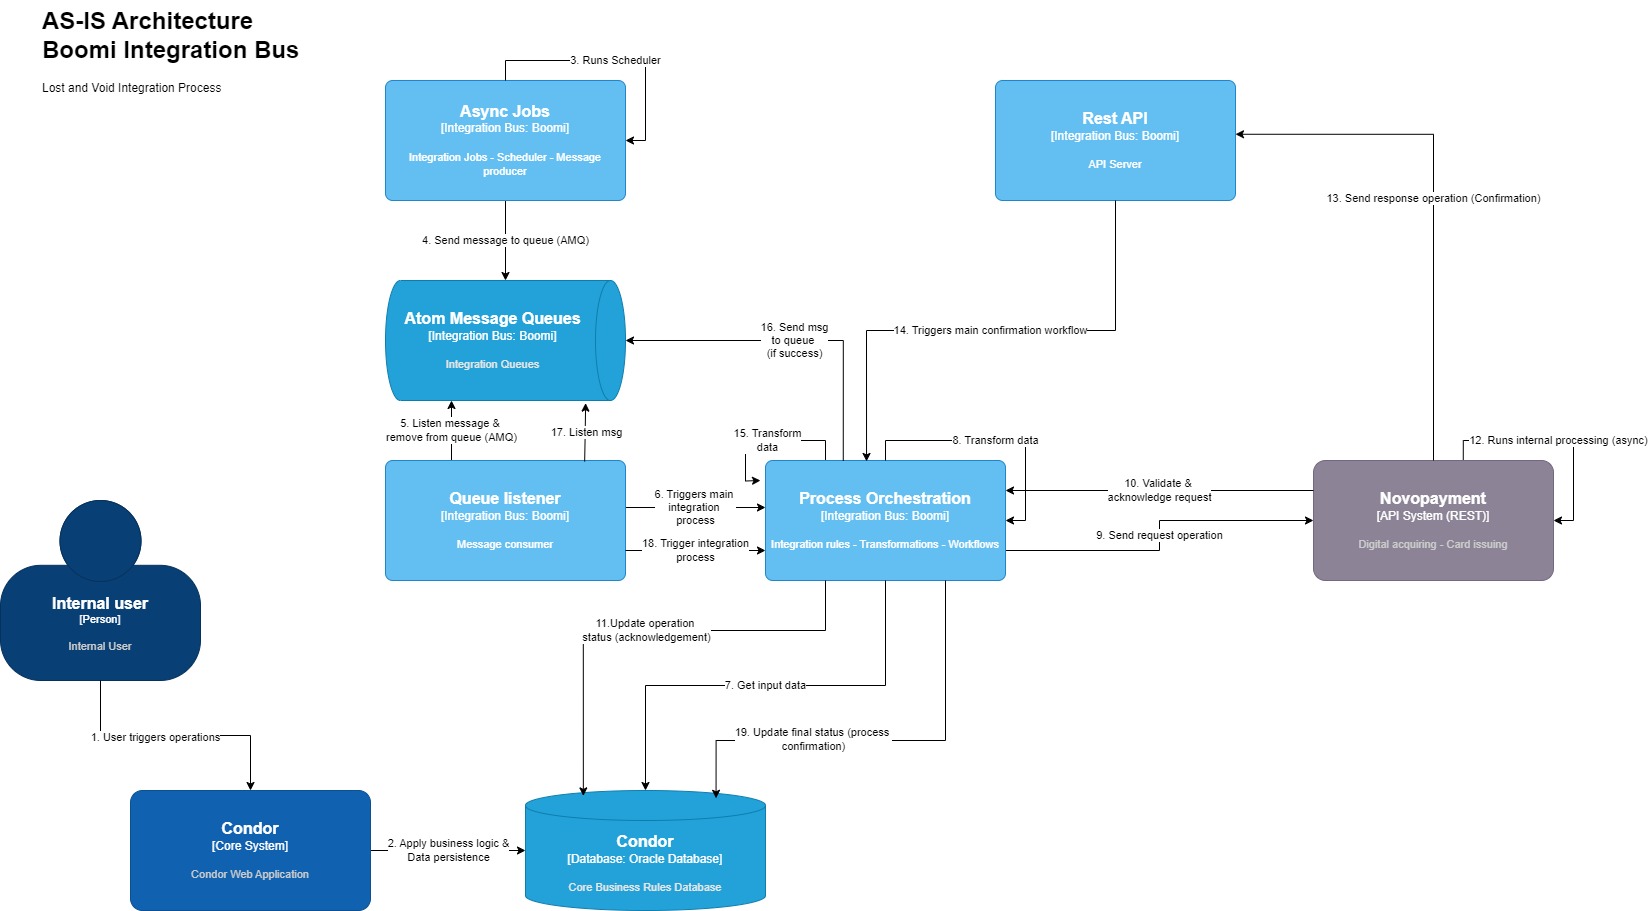 AS-IS Architecture
Boomi Integration Bus
Lost and Void Integration Process
3. Runs Scheduler
Async Jobs
[Integration Bus: Boomi]
Integration Jobs - Scheduler - Message
producer
Rest API
[Integration Bus: Boomi]
API Server
13. Send response operation (Confirmation)
4. Send message to queue (AMQ)
Atom Message Queues
[Integration Bus: Boomi]
Integration Queues
16. Send msg
to queue
(if success)
14. Triggers main confirmation workflow
5. Listen message &
remove from queue (AMQ)
17. Listen msg
15. Transform
data
8. Transform data
12. Runs internal processing (async)
Queue listener
[Integration Bus: Boomi]
Message consumer
6. Triggers main
integration
process
18. Trigger integration
process
Process Orchestration
[Integration Bus: Boomi]
Integration rules - Transformations - Workflows
10. Validate &
acknowledge request
9. Send request operation
Novopayment
[API System (REST)]
Digital acquiring - Card issuing
Internal user
[Person]
Internal User
11.Update operation
status (acknowledgement)
7. Get input data
19. Update final status (process
confirmation)
1. User triggers operations
Condor
[Core System]
Condor Web Application
2. Apply business logic &
Data persistence
Condor
[Database: Oracle Database]
Core Business Rules Database